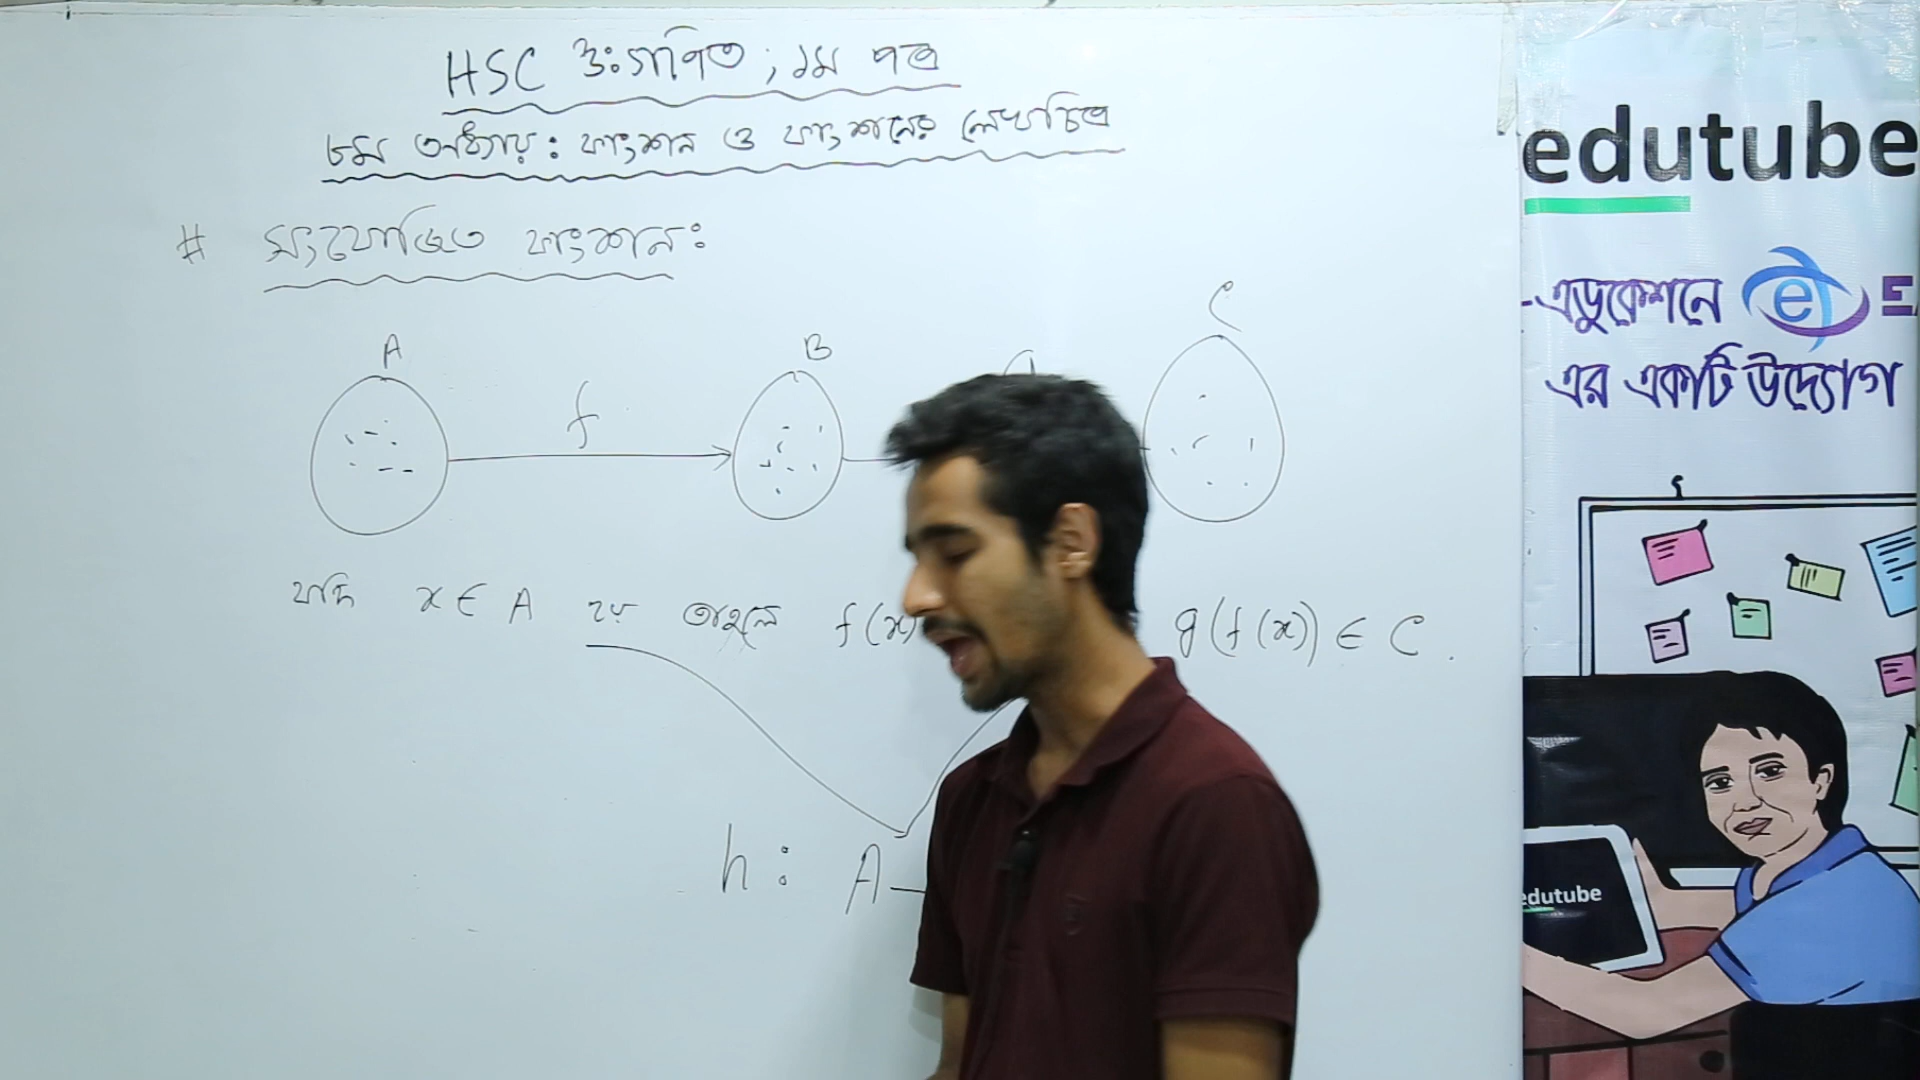 HSC উঃগণিত ; ১ম পত্র
৮ম অধ্যায় : ফাংশন ও ফাংশনের লেখচিত্র
# সংযোজিত ফাংশন :
A
B
C
f
যদি x ∈ A হয় তাহলে f(x) g(f(x)) ∈ C .
h : A
edutube
-এডুকেশনে e
এর একটি উদ্যোগ
edutube